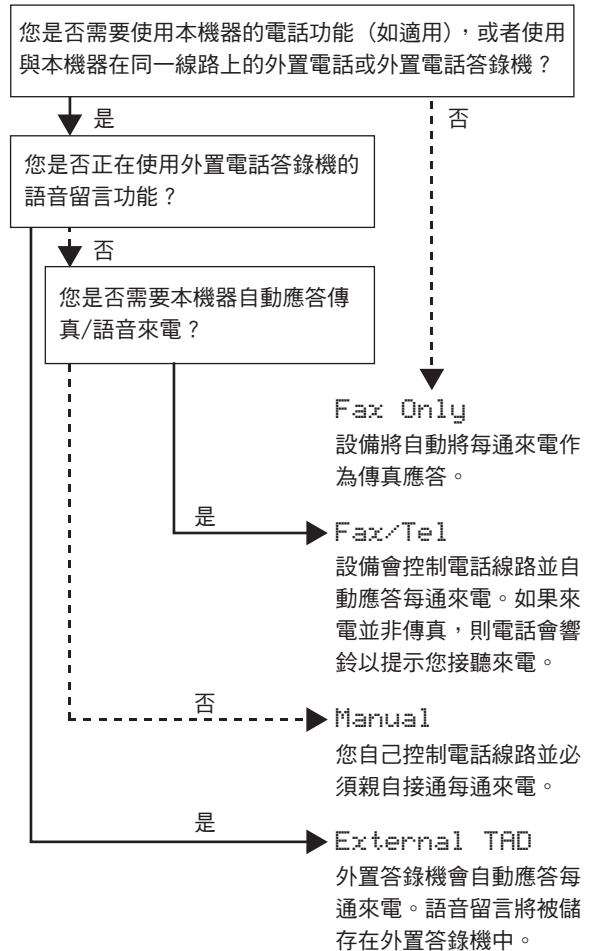 您是否需要使用本機器的電話功能（如適用），或者使用
與本機器在同一線路上的外置電話或外置電話答錄機？
是
否
您是否正在使用外置電話答錄機的
語音留言功能？
否
您是否需要本機器自動應答傳
真/語音來電？
Fax Only
設備將自動將每通來電作
為傳真應答。
是
Fax/Tel
設備會控制電話線路並自
動應答每通來電。如果來
電並非傳真，則電話會響
鈴以提示您接聽來電。
否
Manual
您自己控制電話線路並必
須親自接通每通來電。
是
External TAD
外置答錄機會自動應答每
通來電。語音留言將被儲
存在外置答錄機中。